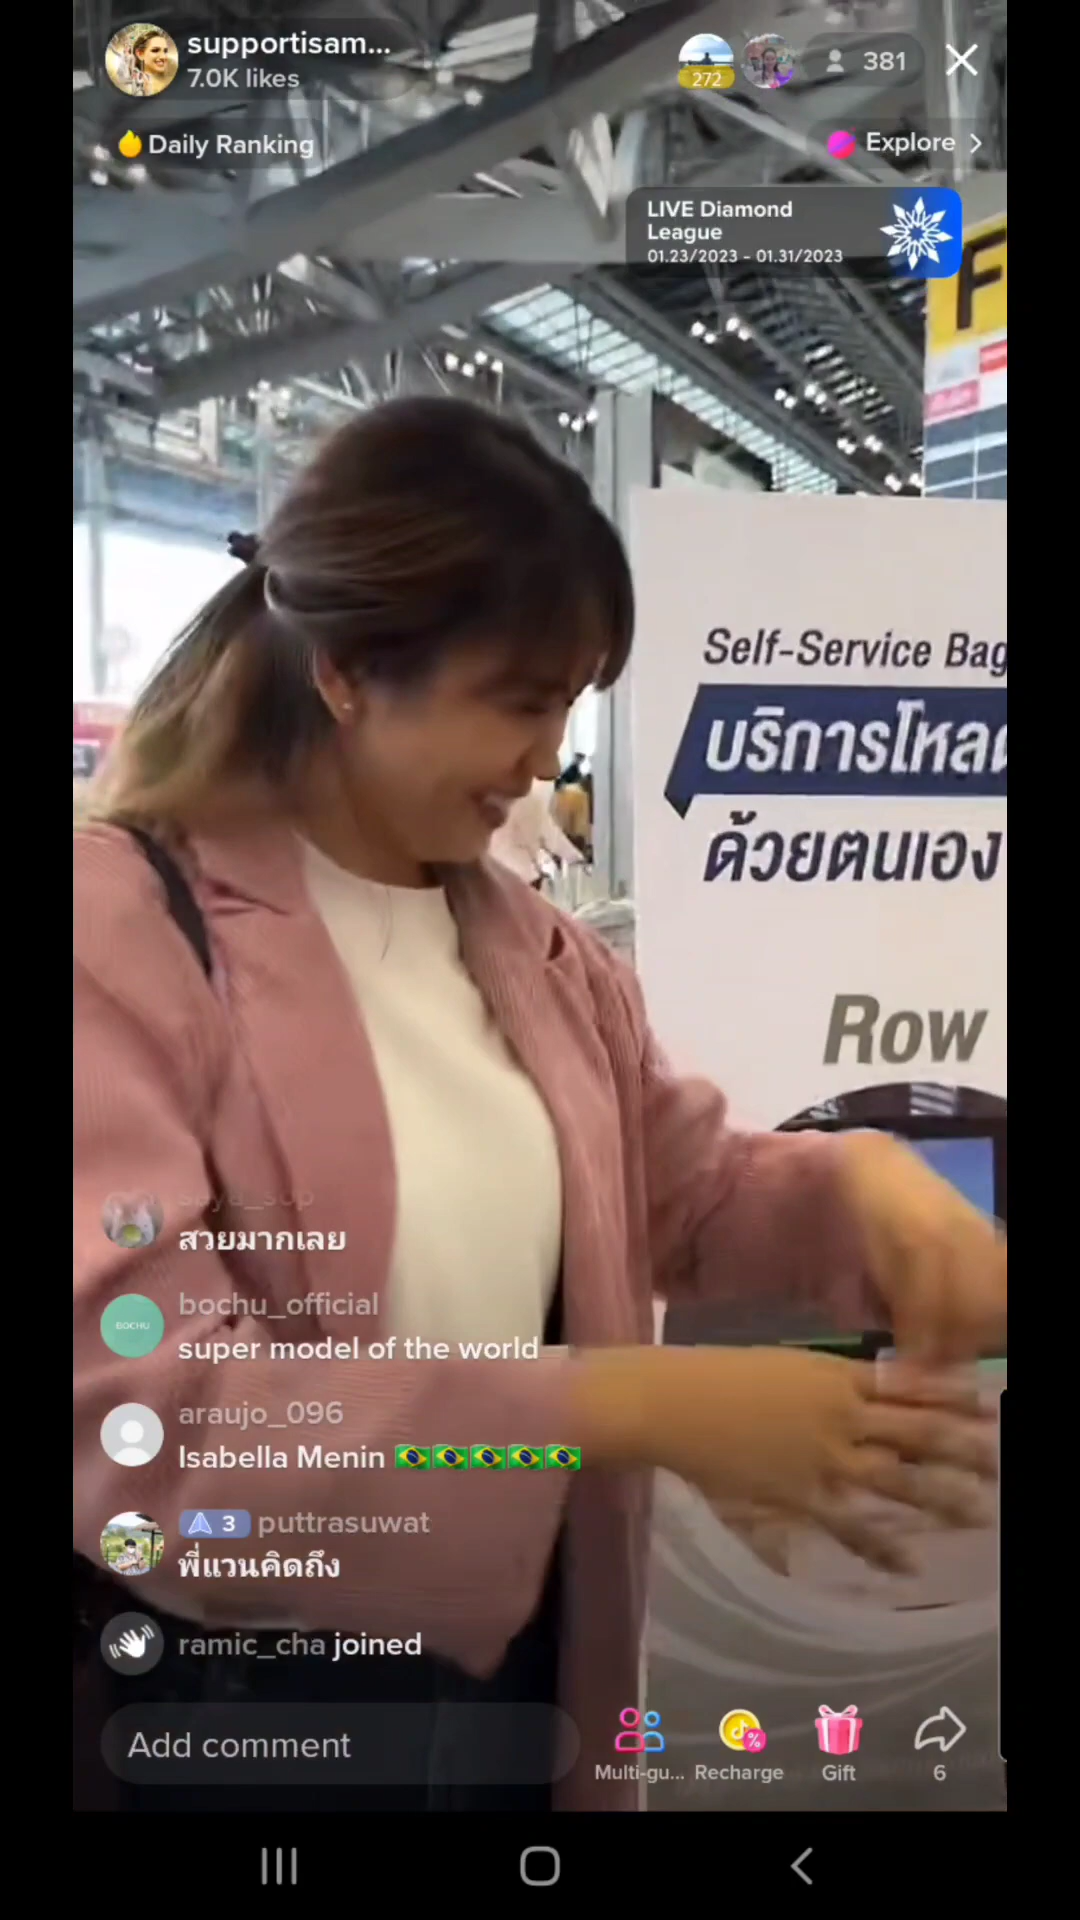 supportisam...
7.0K likes
272
381
Daily Ranking
Explore
LIVE Diamond
League
01.23/2023 - 01.31/2023
F
Self-Service Bag
บริการโหลด
ด้วยตนเอง
Row
สวยมากเลย
BOCHU
bochu_official
super model of the world
araujo_096
Isabella Menin 🇧🇷🇧🇷🇧🇷🇧🇷🇧🇷
3 puttrasuwat
พี่แวนคิดถึง
ramic_cha joined
Add comment
Multi-gu...
Recharge
Gift
6